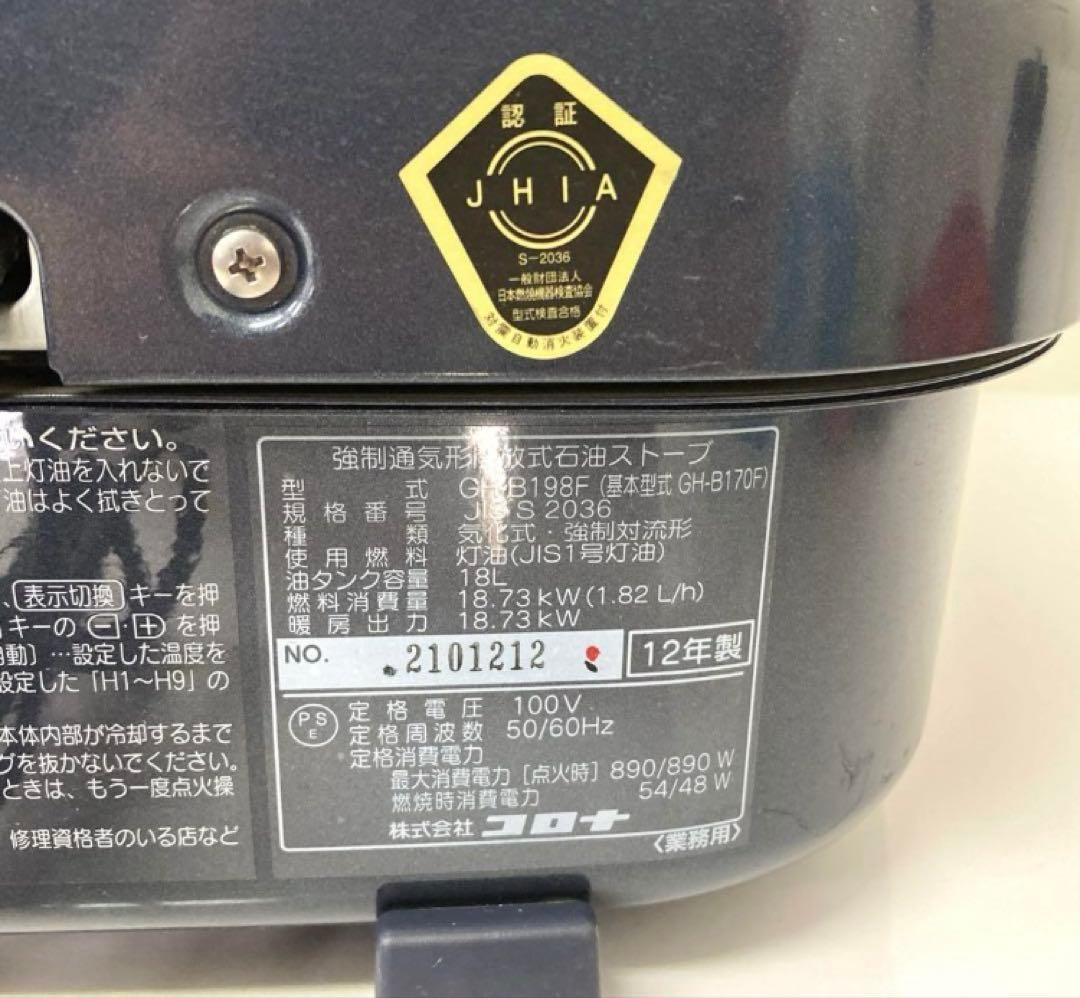 認 証
JHIA
S-2036
一般財団法人
日本燃焼機器検査協会
型式検査合格
対震自動消火装置付
いください。
上灯油を入れないで
油はよく拭きとって
、表示切換キーを押
キーの － ＋ を押
動〕…設定した温度を
設定した「H1～H9」の
本体内部が冷却するまで
グを抜かないでください。
ときは、もう一度点火操
修理資格者のいる店など
強制通気形開放式石油ストーブ
型式 GH-B198F (基本型式 GH-B170F)
規格番号 JIS S 2036
種類 気化式・強制対流形
使用燃料 灯油(JIS1号灯油)
油タンク容量 18L
燃料消費量 18.73kW(1.82 L/h)
暖房出力 18.73kW
NO. 2101212 12年製
PSE 定格電圧 100V
定格周波数 50/60Hz
定格消費電力
最大消費電力［点火時］890/890 W
燃焼時消費電力 54/48 W
株式会社 コロナ
〈業務用〉